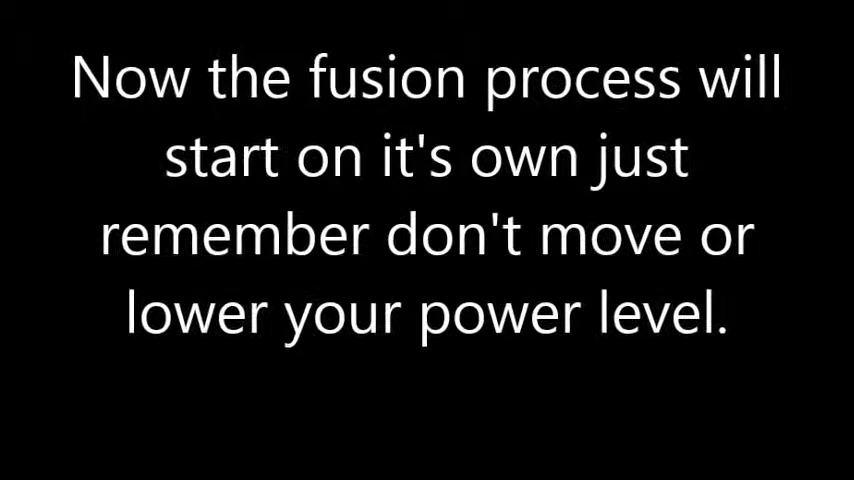 Now the fusion process will
start on it's own just
remember don't move or
lower your power level.